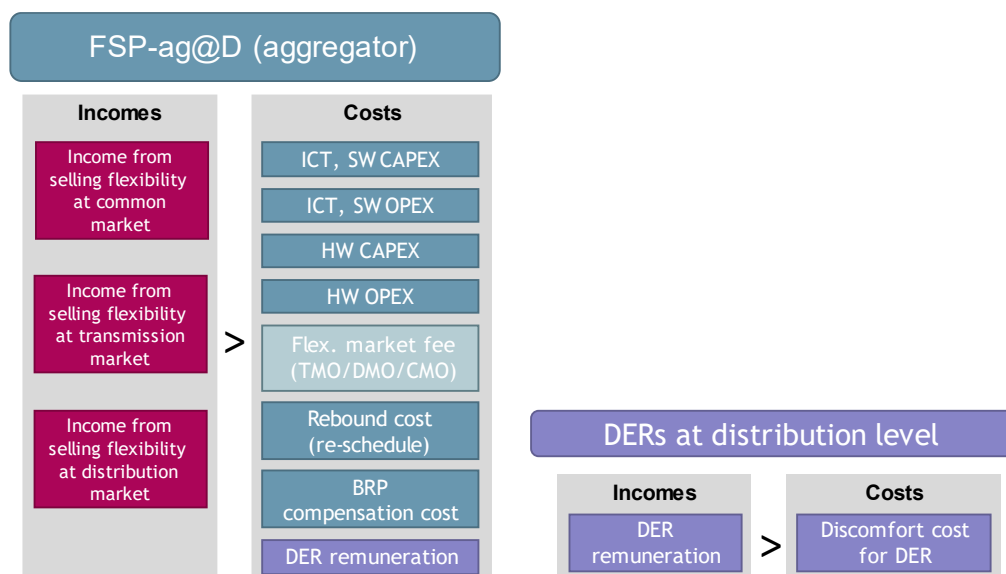 FSP-ag@D (aggregator)
Incomes
Income from
selling flexibility
at common
market
Income from
selling flexibility
at transmission
market
Income from
selling flexibility
at distribution
market
>
Costs
ICT, SW CAPEX
ICT, SW OPEX
HW CAPEX
HW OPEX
Flex. market fee
(TMO/DMO/CMO)
Rebound cost
(re-schedule)
BRP
compensation cost
DER remuneration
DERs at distribution level
Incomes
DER
remuneration
>
Costs
Discomfort cost
for DER